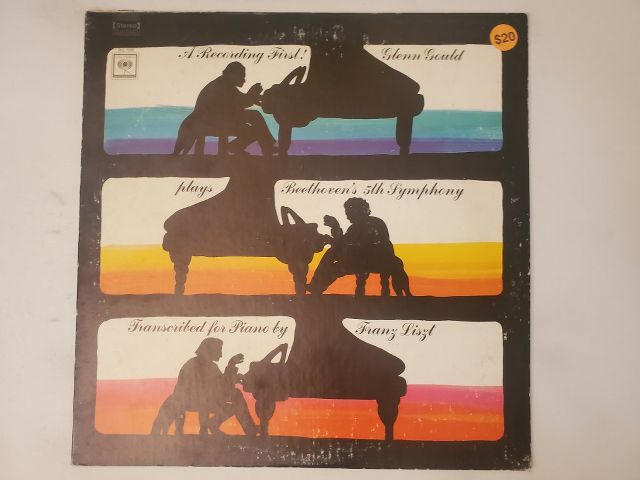 Stereo
$20
A Recording First! Glenn Gould
plays Beethoven's 5th Symphony
Transcribed for Piano by Franz Liszt